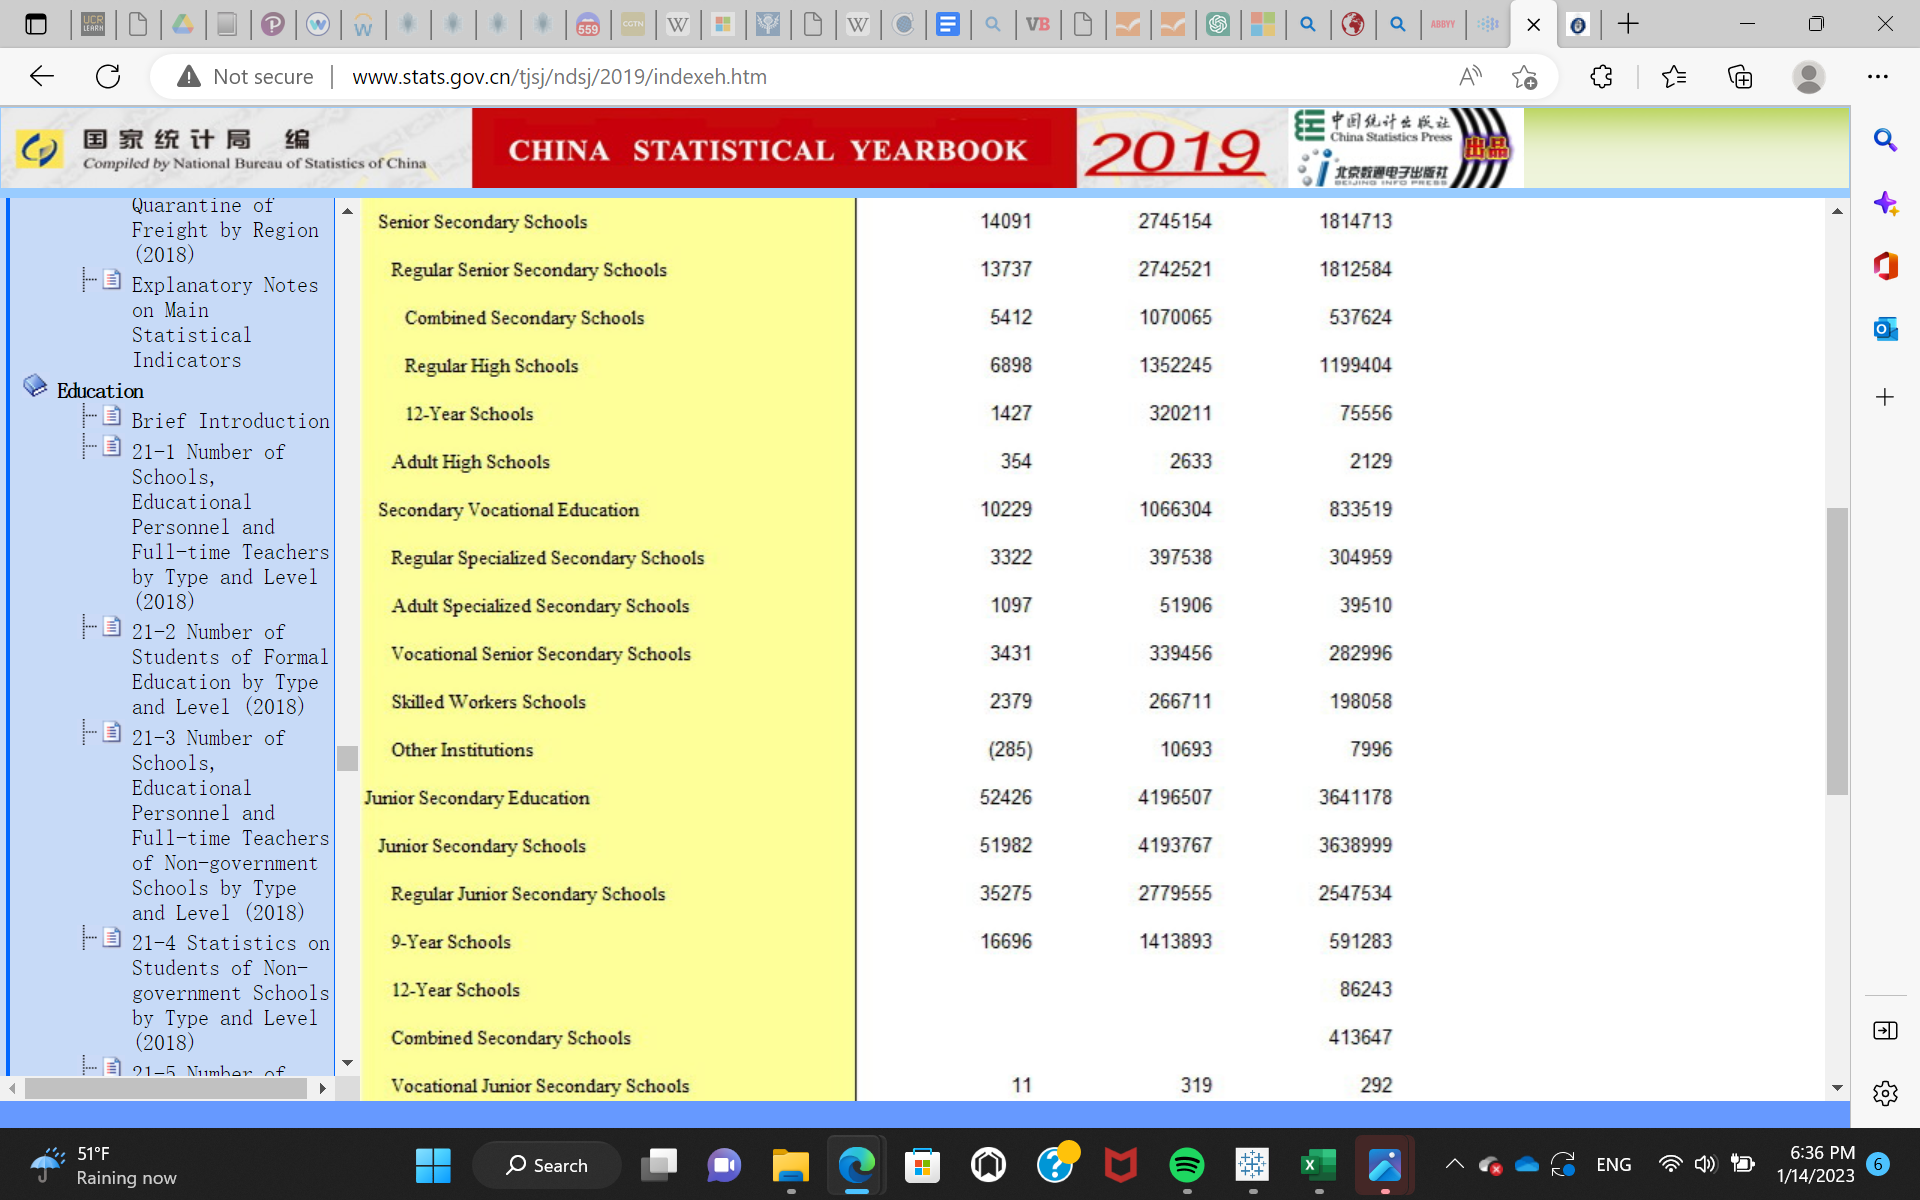 UCR LEARN
559
CCTN
W
W
VB
ABBYY
Not secure | www.stats.gov.cn/tjsj/ndsj/2019/indexeh.htm
国家统计局 编
Compiled by National Bureau of Statistics of China
CHINA STATISTICAL YEARBOOK
2019
中国统计出版社
China Statistics Press
北京数通电子出版社
BEIJING INFO PRESS
出品
Quarantine of
Freight by Region
(2018)
Explanatory Notes
on Main
Statistical
Indicators
Education
Brief Introduction
21-1 Number of
Schools,
Educational
Personnel and
Full-time Teachers
by Type and Level
(2018)
21-2 Number of
Students of Formal
Education by Type
and Level (2018)
21-3 Number of
Schools,
Educational
Personnel and
Full-time Teachers
of Non-government
Schools by Type
and Level (2018)
21-4 Statistics on
Students of Non-
government Schools
by Type and Level
(2018)
21-5 Number of
Senior Secondary Schools 14091 2745154 1814713
Regular Senior Secondary Schools 13737 2742521 1812584
Combined Secondary Schools 5412 1070065 537624
Regular High Schools 6898 1352245 1199404
12-Year Schools 1427 320211 75556
Adult High Schools 354 2633 2129
Secondary Vocational Education 10229 1066304 833519
Regular Specialized Secondary Schools 3322 397538 304959
Adult Specialized Secondary Schools 1097 51906 39510
Vocational Senior Secondary Schools 3431 339456 282996
Skilled Workers Schools 2379 266711 198058
Other Institutions (285) 10693 7996
Junior Secondary Education 52426 4196507 3641178
Junior Secondary Schools 51982 4193767 3638999
Regular Junior Secondary Schools 35275 2779555 2547534
9-Year Schools 16696 1413893 591283
12-Year Schools 86243
Combined Secondary Schools 413647
Vocational Junior Secondary Schools 11 319 292
51°F
Raining now
Search
ENG
6:36 PM
1/14/2023
6